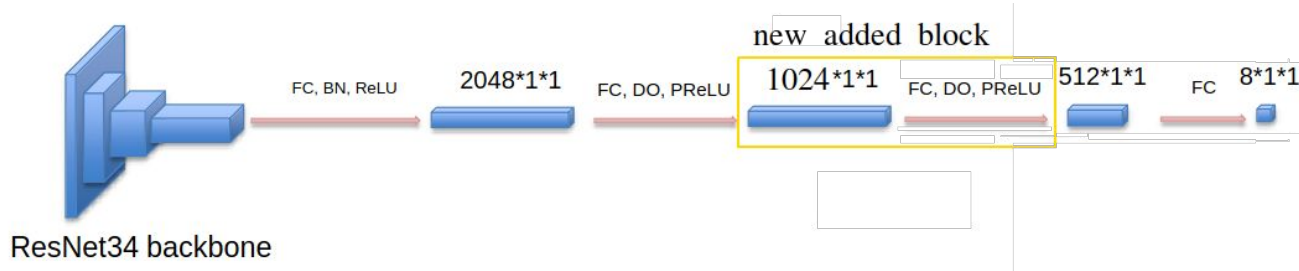 new added block
FC, BN, ReLU
2048*1*1
FC, DO, PReLU
1024*1*1
FC, DO, PReLU
512*1*1
FC
8*1*1
ResNet34 backbone